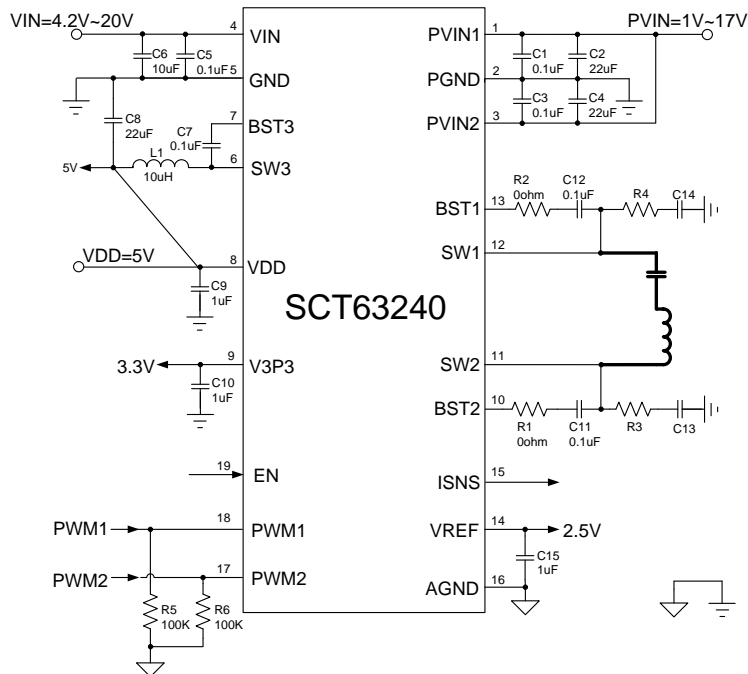 VIN=4.2V~20V
PVIN=1V~17V
4
VIN
PVIN1
1
C6
10uF
C5
0.1uF
C1
0.1uF
C2
22uF
5
GND
PGND
2
C8
22uF
7
BST3
C3
0.1uF
C4
22uF
PVIN2
3
C7
0.1uF
L1
10uH
5V
6
SW3
BST1
13
R2
0ohm
C12
0.1uF
R4
C14
SW1
12
VDD=5V
8
VDD
C9
1uF
SCT63240
3.3V
9
V3P3
SW2
11
C10
1uF
BST2
10
R1
0ohm
C11
0.1uF
R3
C13
19
EN
ISNS
15
PWM1
18
PWM1
VREF
14
2.5V
C15
1uF
PWM2
17
PWM2
AGND
16
R5
100K
R6
100K